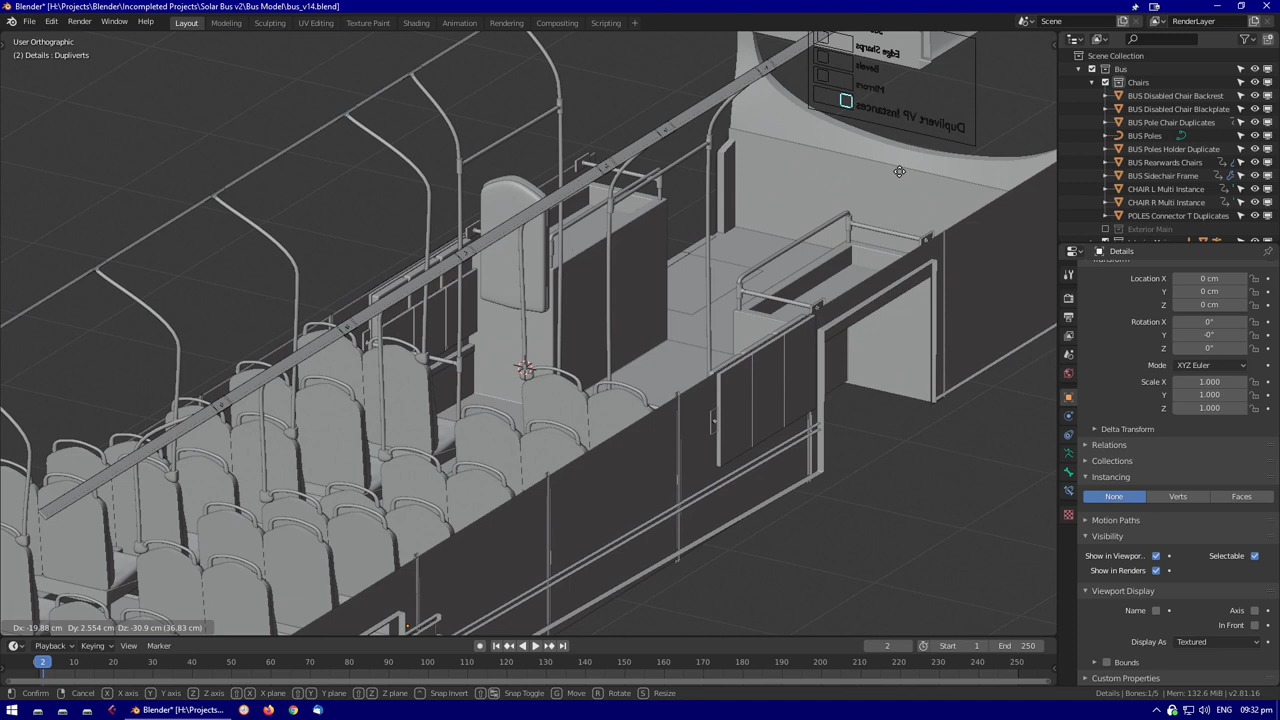 Blender* [H:\Projects\Blender\Incompleted Projects\Solar Bus v2\Bus Model\bus_v14.blend]
File Edit Render Window Help Layout Modeling Sculpting UV Editing Texture Paint Shading Animation Rendering Compositing Scripting + Scene RenderLayer
User Orthographic
(2) Details : Dupliverts
Edge Sharps
Bevels
Mirrors
Duplivert VP Instances
Scene Collection
Bus
Chairs
BUS Disabled Chair Backrest
BUS Disabled Chair Blackplate
BUS Pole Chair Duplicates
BUS Poles
BUS Poles Holder Duplicate
BUS Rearwards Chairs
BUS Sidechair Frame
CHAIR L Multi Instance
CHAIR R Multi Instance
POLES Connector T Duplicates
Exterior Main
Details
Transform
Location X 0 cm
Y 0 cm
Z 0 cm
Rotation X 0°
Y -0°
Z 0°
Mode XYZ Euler
Scale X 1.000
Y 1.000
Z 1.000
Delta Transform
Relations
Collections
Instancing
None Verts Faces
Motion Paths
Visibility
Show in Viewpor.. Selectable
Show in Renders
Viewport Display
Name Axis
In Front
Display As Textured
Bounds
Custom Properties
Dx: -19.88 cm Dy: 2.554 cm Dz: -30.9 cm (36.83 cm)
Playback Keying View Marker 2 Start 1 End 250
2 10 20 30 40 50 60 70 80 90 100 110 120 130 140 150 160 170 180 190 200 210 220 230 240 250
Confirm Cancel X X axis Y Y axis Z Z axis X X plane Y Y plane Z Z plane Snap Invert Snap Toggle G Move R Rotate S Resize Details | Bones:1/5 | Mem: 132.6 MiB | v2.81.16
Blender* [H:\Projects... ENG 09:32 pm